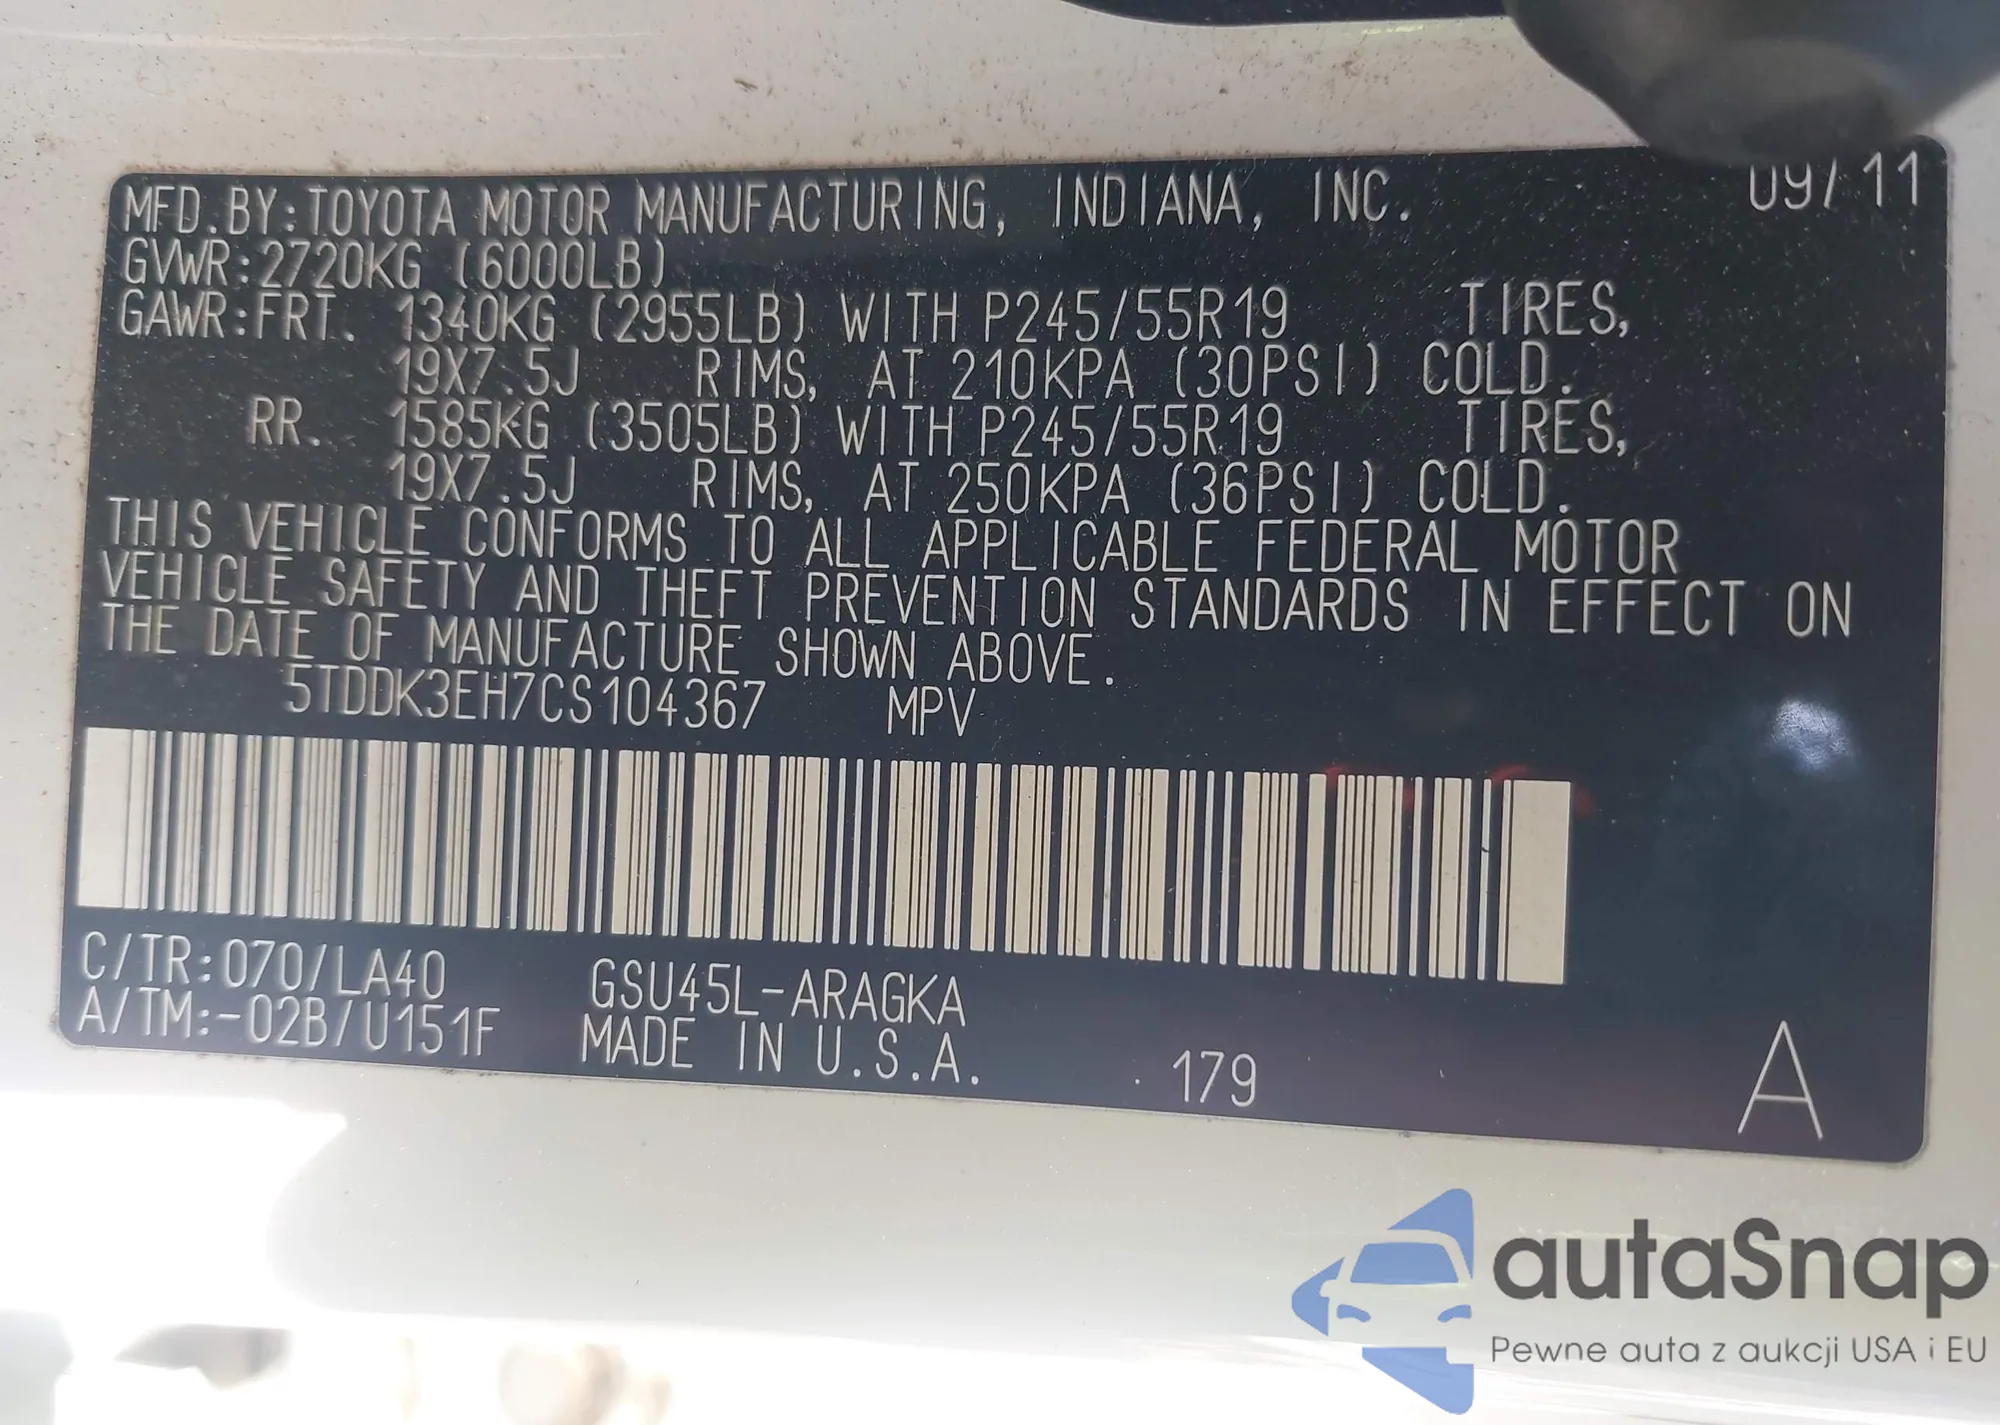 09/11
MFD.BY:TOYOTA MOTOR MANUFACTURING, INDIANA, INC.
GVWR:2720KG (6000LB)
GAWR:FRT. 1340KG (2955LB) WITH P245/55R19 TIRES,
19X7.5J RIMS, AT 210KPA (30PSI) COLD.
RR. 1585KG (3505LB) WITH P245/55R19 TIRES,
19X7.5J RIMS, AT 250KPA (36PSI) COLD.
THIS VEHICLE CONFORMS TO ALL APPLICABLE FEDERAL MOTOR
VEHICLE SAFETY AND THEFT PREVENTION STANDARDS IN EFFECT ON
THE DATE OF MANUFACTURE SHOWN ABOVE.
5TDDK3EH7CS104367 MPV
C/TR:070/LA40 GSU45L-ARAGKA
A/TM:-02B/U151F MADE IN U.S.A. 179 A
autaSnap
Pewne auta z aukcji USA i EU